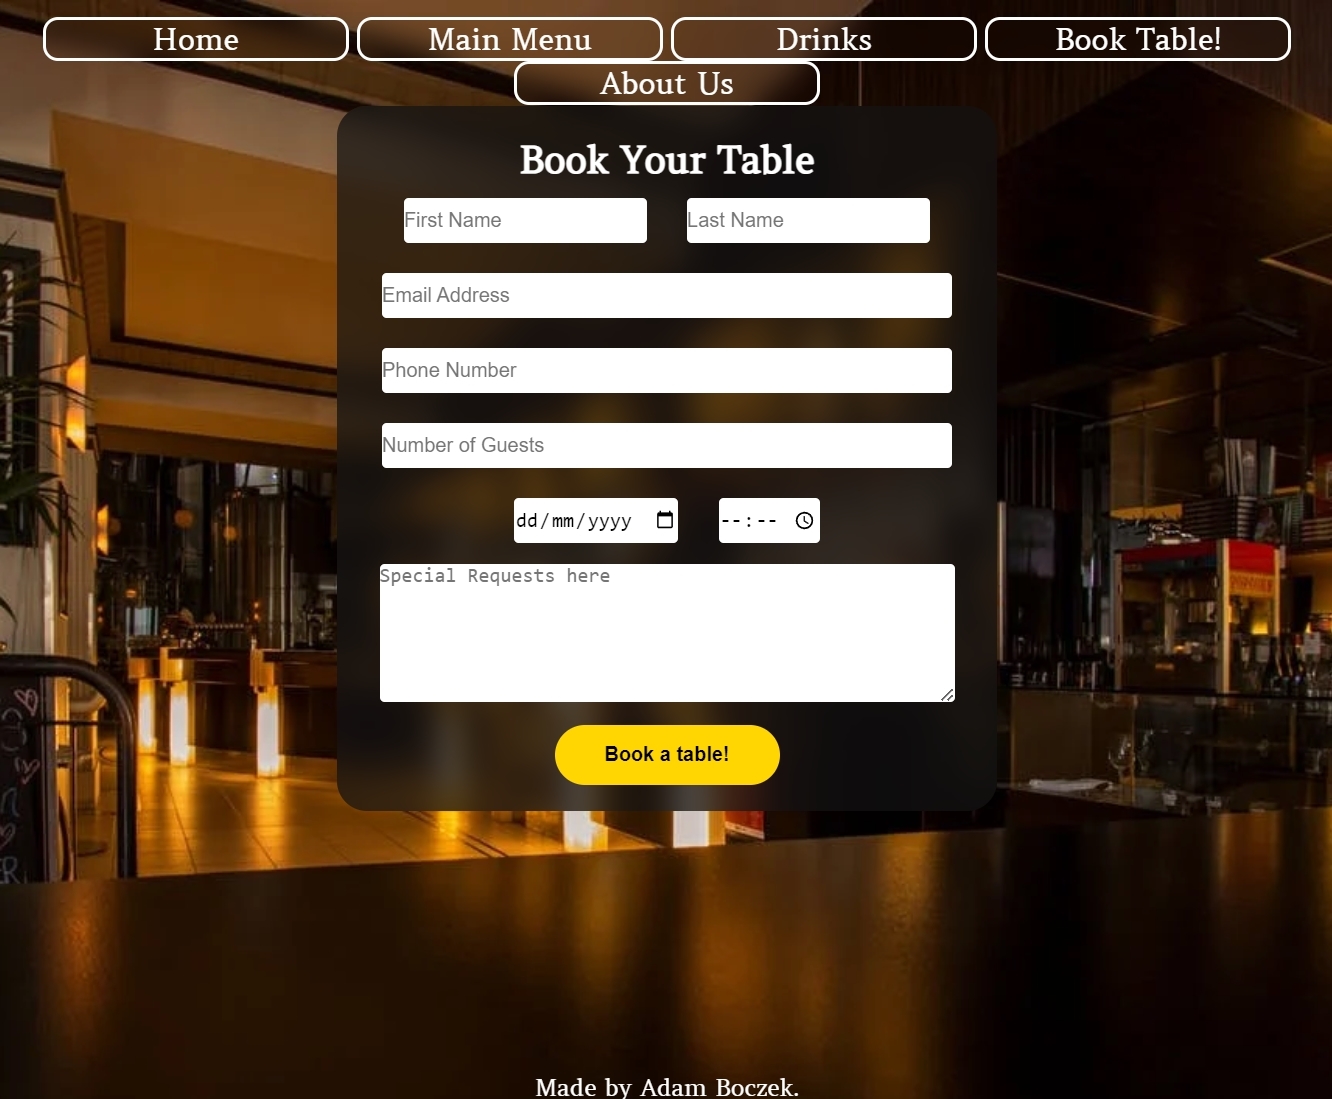 Home Main Menu Drinks Book Table!
About Us
Book Your Table
First Name Last Name
Email Address
Phone Number
Number of Guests
dd/mm/yyyy --:--
Special Requests here
Book a table!
Made by Adam Boczek.